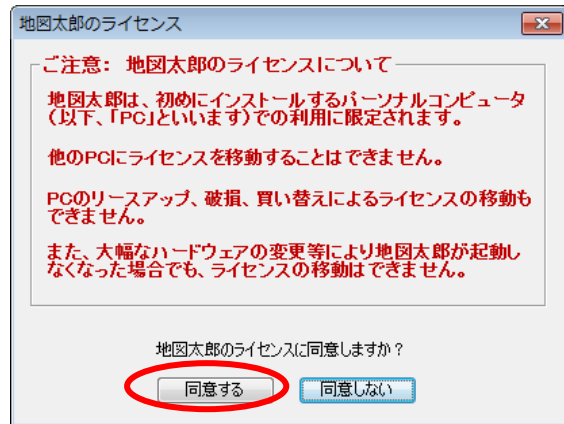 地図太郎のライセンス
ご注意: 地図太郎のライセンスについて
地図太郎は、初めにインストールするパーソナルコンピュータ
(以下、「PC」といいます)での利用に限定されます。
他のPCにライセンスを移動することはできません。
PCのリースアップ、破損、買い替えによるライセンスの移動も
できません。
また、大幅なハードウェアの変更等により地図太郎が起動し
なくなった場合でも、ライセンスの移動はできません。
地図太郎のライセンスに同意しますか?
同意する
同意しない